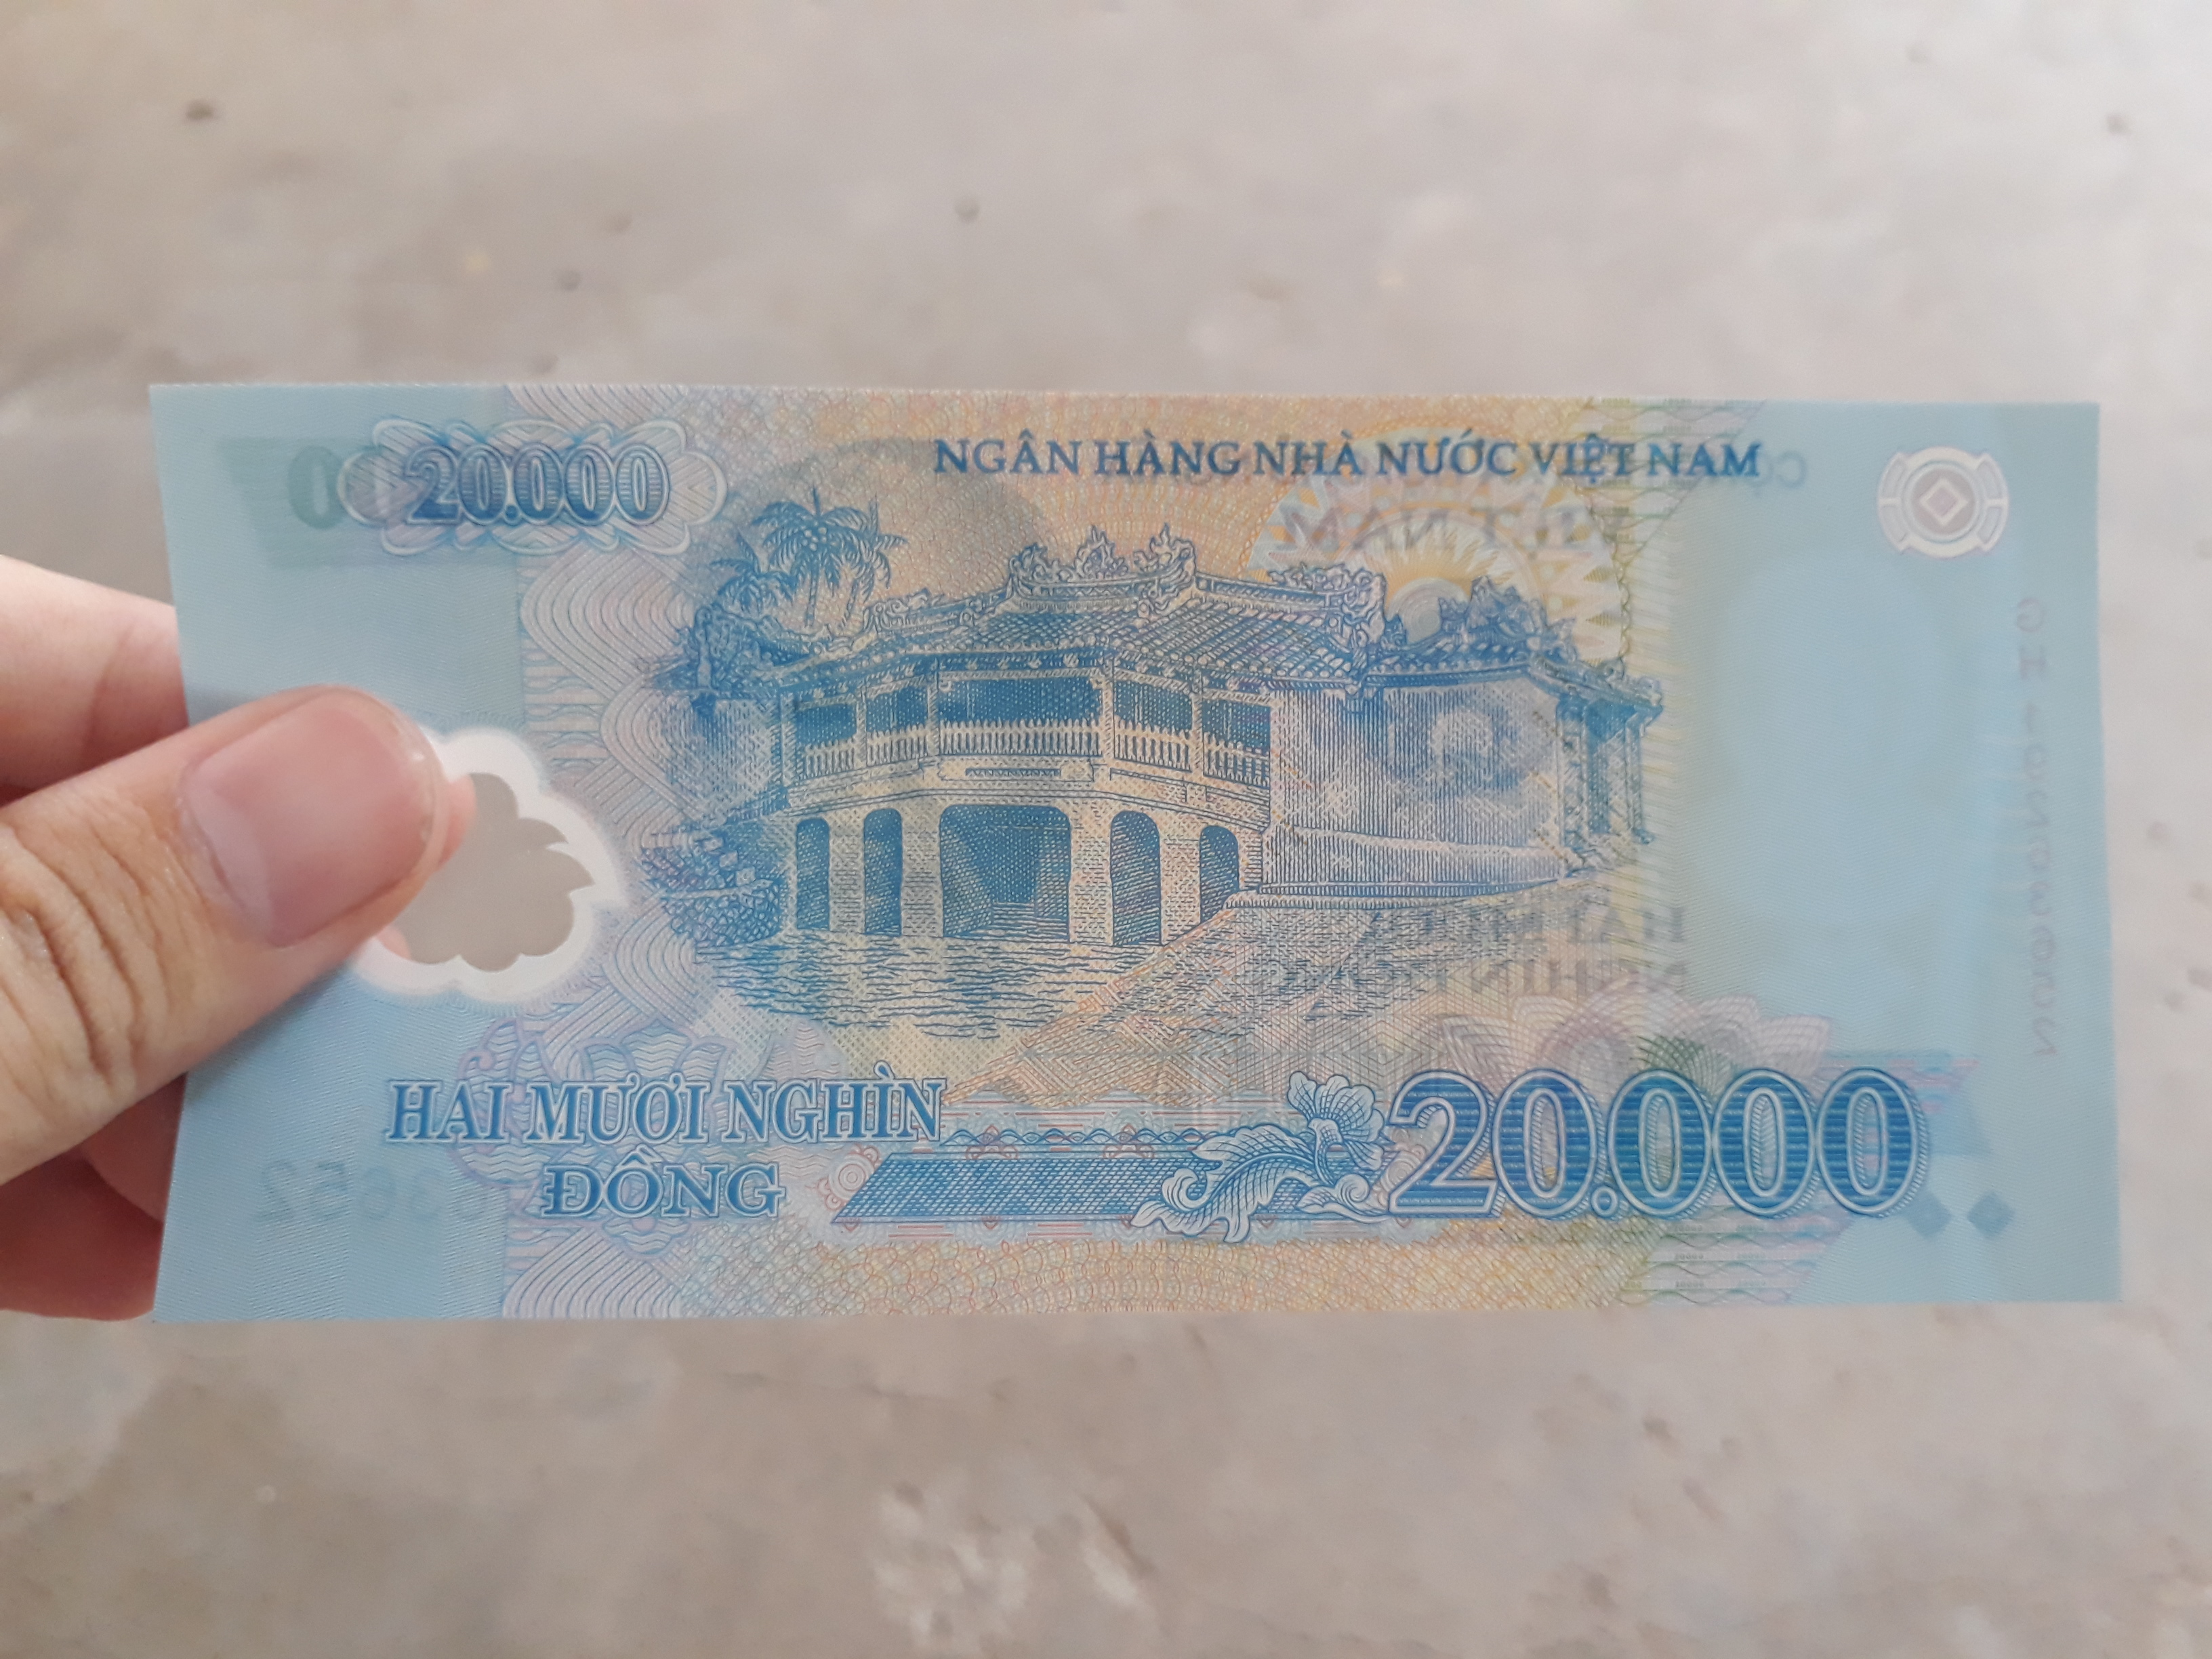 20.000
NGÂN HÀNG NHÀ NƯỚC VIỆT NAM
HAI MƯƠI NGHÌN
ĐỒNG
20.000